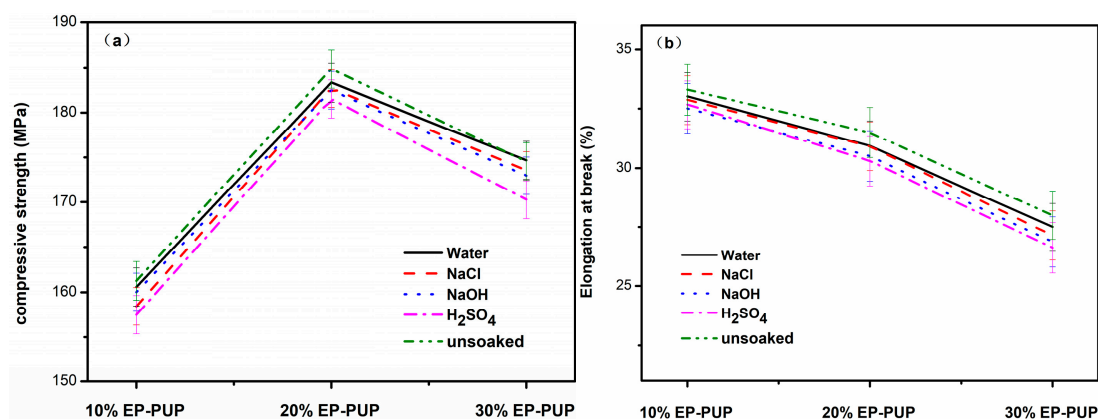 （a）
compressive strength (MPa)
190
180
170
160
150
Water
NaCl
NaOH
H₂SO₄
unsoaked
10% EP-PUP 20% EP-PUP 30% EP-PUP
（b）
Elongation at break (%)
35
30
25
Water
NaCl
NaOH
H₂SO₄
unsoaked
10% EP-PUP 20% EP-PUP 30% EP-PUP